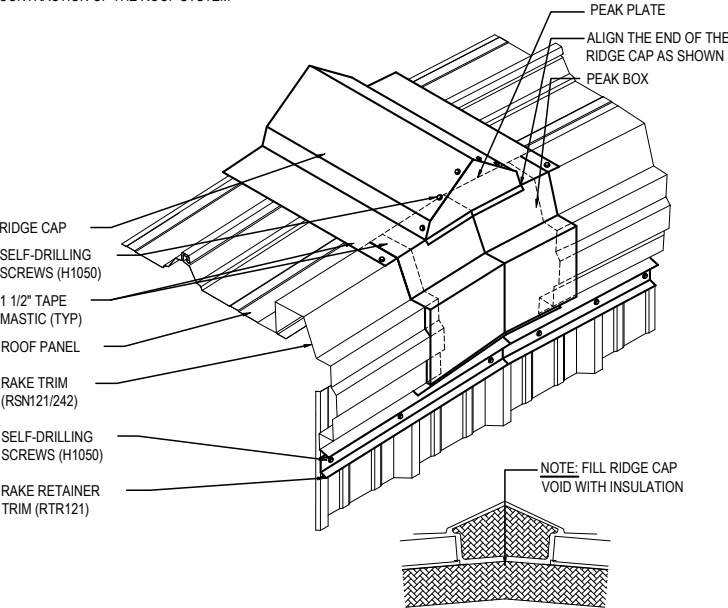 CONTRACTION OF THE ROOF SYSTEM.
PEAK PLATE
ALIGN THE END OF THE
RIDGE CAP AS SHOWN
PEAK BOX
RIDGE CAP
SELF-DRILLING
SCREWS (H1050)
1 1/2" TAPE
MASTIC (TYP)
ROOF PANEL
RAKE TRIM
(RSN121/242)
SELF-DRILLING
SCREWS (H1050)
RAKE RETAINER
TRIM (RTR121)
NOTE: FILL RIDGE CAP
VOID WITH INSULATION